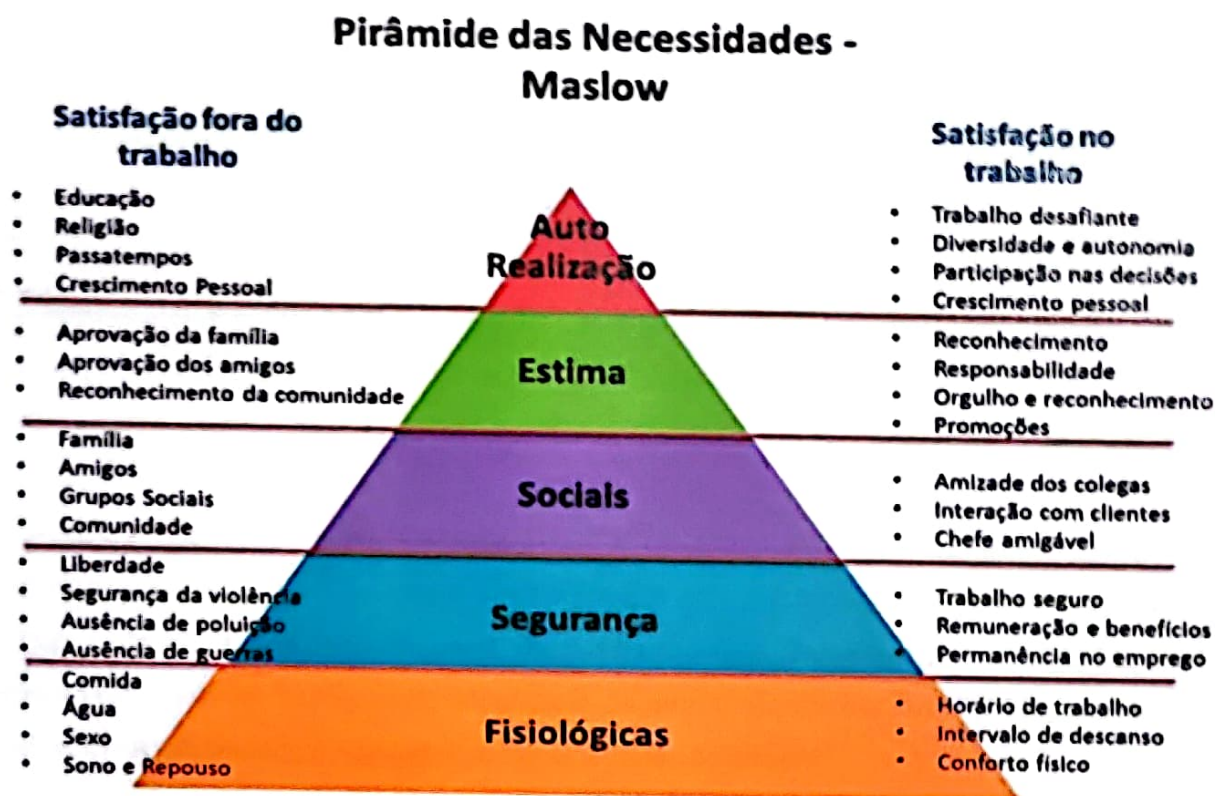 Pirâmide das Necessidades -
Maslow
Satisfação fora do
trabalho
• Educação
• Religião
• Passatempos
• Crescimento Pessoal
• Aprovação da família
• Aprovação dos amigos
• Reconhecimento da comunidade
• Família
• Amigos
• Grupos Sociais
• Comunidade
• Liberdade
• Segurança da violência
• Ausência de poluição
• Ausência de guerras
• Comida
• Água
• Sexo
• Sono e Repouso
Auto
Realização
Estima
Sociais
Segurança
Fisiológicas
Satisfação no
trabalho
• Trabalho desafiante
• Diversidade e autonomia
• Participação nas decisões
• Crescimento pessoal
• Reconhecimento
• Responsabilidade
• Orgulho e reconhecimento
• Promoções
• Amizade dos colegas
• Interação com clientes
• Chefe amigável
• Trabalho seguro
• Remuneração e benefícios
• Permanência no emprego
• Horário de trabalho
• Intervalo de descanso
• Conforto físico